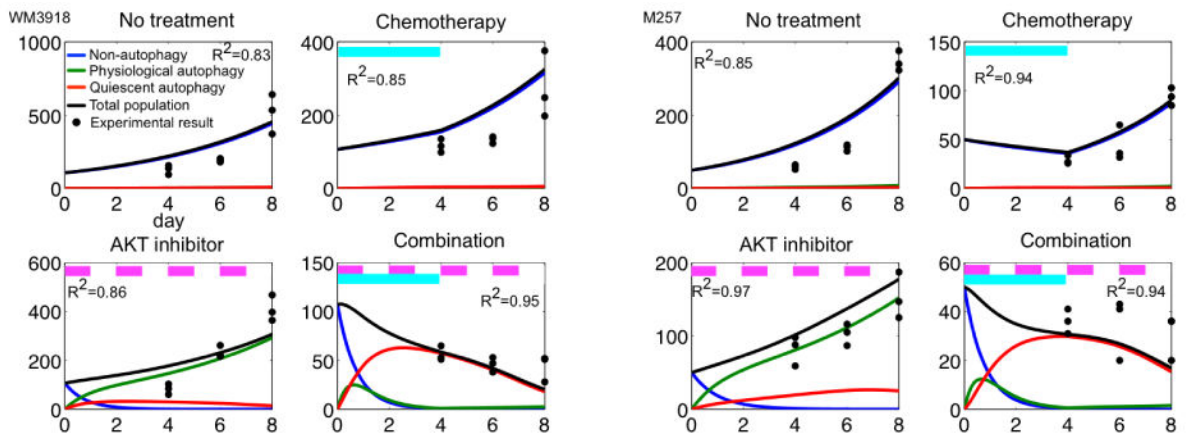 WM3918
No treatment
1000
500
0
0 2 4 6 8
day
R²=0.83
Non-autophagy
Physiological autophagy
Quiescent autophagy
Total population
Experimental result
Chemotherapy
400
200
0
0 2 4 6 8
R²=0.85
AKT inhibitor
600
400
200
0
0 2 4 6 8
R²=0.86
Combination
150
100
50
0
0 2 4 6 8
R²=0.95
M257
No treatment
400
200
0
0 2 4 6 8
R²=0.85
Chemotherapy
150
100
50
0
0 2 4 6 8
R²=0.94
AKT inhibitor
200
100
0
0 2 4 6 8
R²=0.97
Combination
60
40
20
0
0 2 4 6 8
R²=0.94